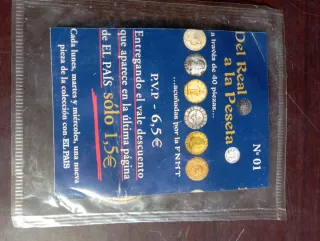 Del Real
a la Peseta
a través de 40 piezas...
Nº 01
...acuñadas por la FNMT
P.V.P. - 6,5€
Entregando el vale descuento
que aparece en la última página
de EL PAÍS sólo 1,5€
Cada lunes, martes y miércoles, una nueva
pieza de la colección con EL PAIS